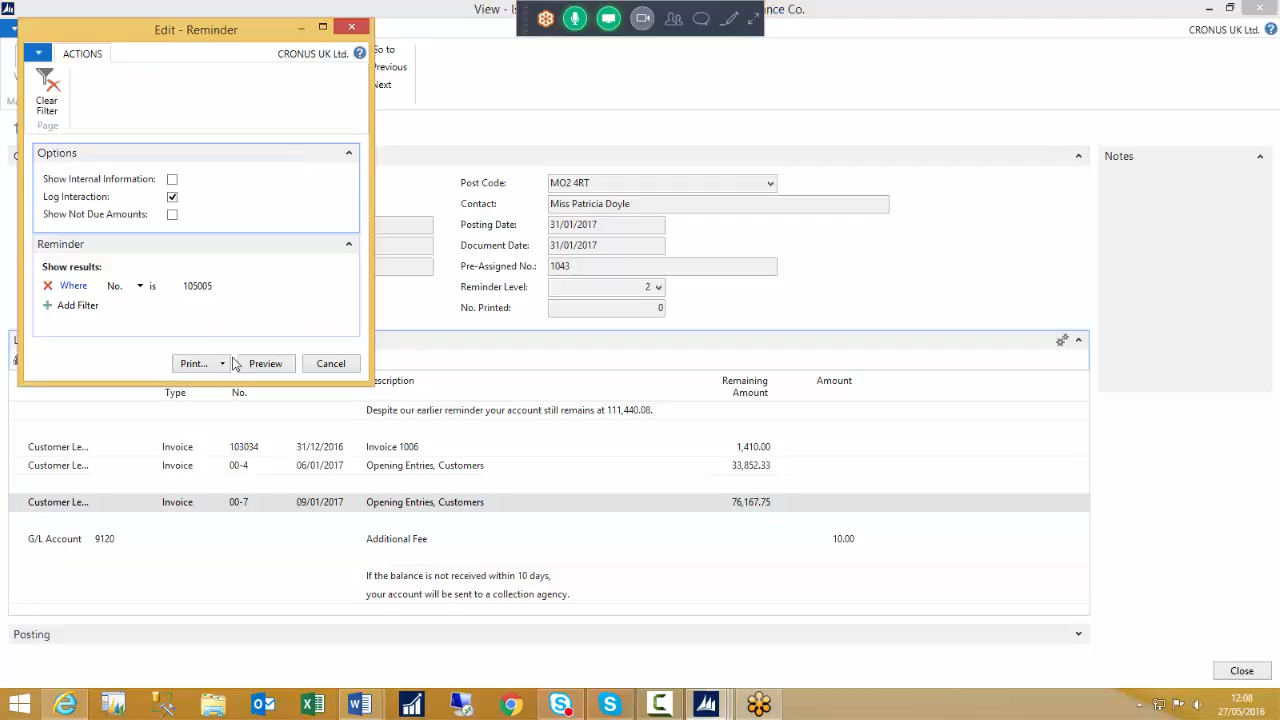 View - Is
nce Co.
Edit - Reminder
CRONUS UK Ltd.
ACTIONS
CRONUS UK Ltd.
Go to
Previous
Next
Clear
Filter
Page
Options
Show Internal Information:
Log Interaction:
Show Not Due Amounts:
Reminder
Show results:
Where No. is 105005
Add Filter
Print... Preview Cancel
Post Code: MO2 4RT
Contact: Miss Patricia Doyle
Posting Date: 31/01/2017
Document Date: 31/01/2017
Pre-Assigned No.: 1043
Reminder Level: 2
No. Printed: 0
Notes
Type No. Description Remaining Amount Amount
Despite our earlier reminder your account still remains at 111,440.08.
Customer Le... Invoice 103034 31/12/2016 Invoice 1006 1,410.00
Customer Le... Invoice 00-4 06/01/2017 Opening Entries, Customers 33,852.33
Customer Le... Invoice 00-7 09/01/2017 Opening Entries, Customers 76,167.75
G/L Account 9120 Additional Fee 10.00
If the balance is not received within 10 days,
your account will be sent to a collection agency.
Posting
Close
12:08
27/05/2016